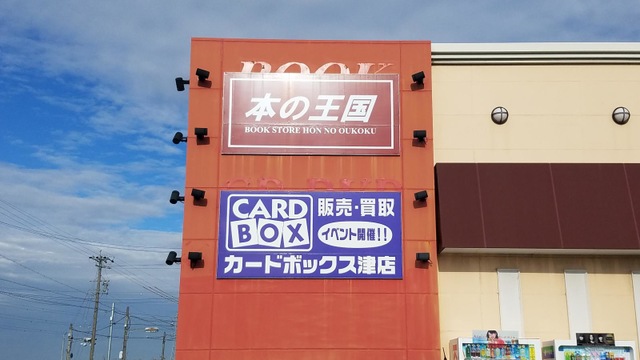 BOOK
本の王国
BOOK STORE HON NO OUKOKU
CARD BOX
販売・買取
イベント開催!!
カードボックス津店